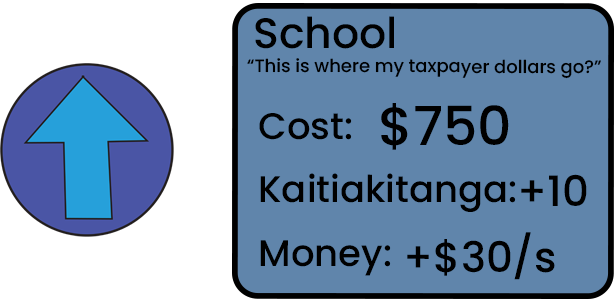 School
“This is where my taxpayer dollars go?”
Cost: $750
Kaitiakitanga:+10
Money: +$30/s